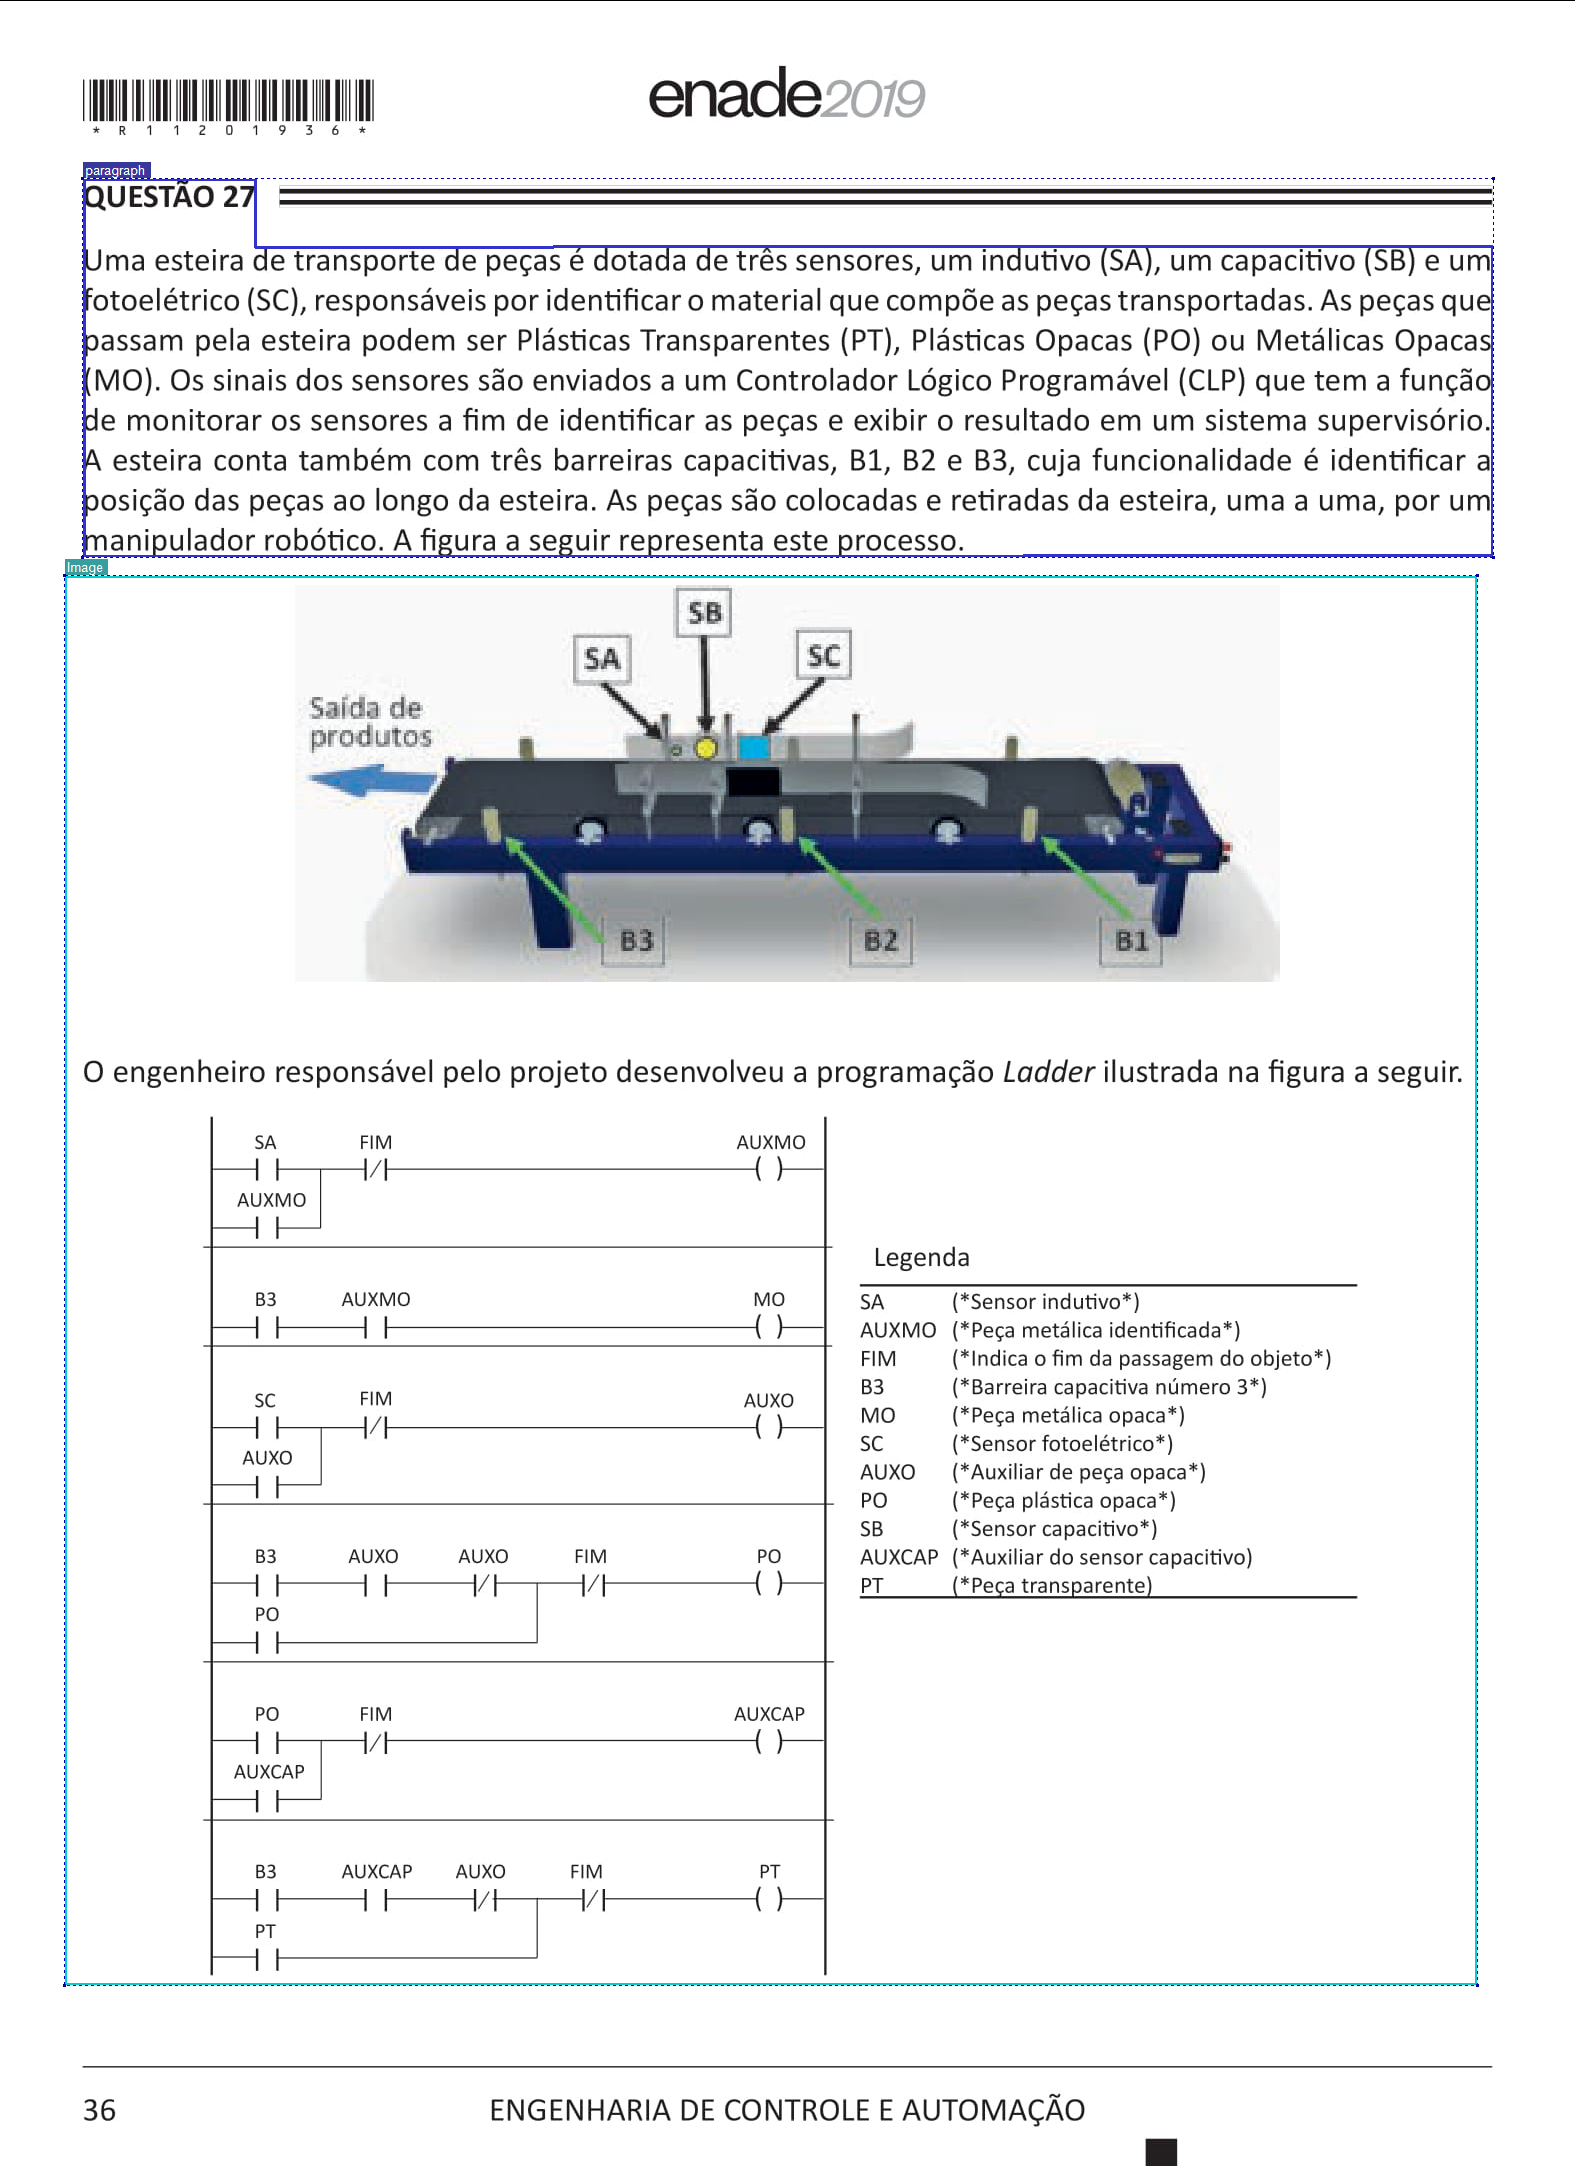 *R11201936*
enade2019
paragraph
QUESTÃO 27
Uma esteira de transporte de peças é dotada de três sensores, um indutivo (SA), um capacitivo (SB) e um
fotoelétrico (SC), responsáveis por identificar o material que compõe as peças transportadas. As peças que
passam pela esteira podem ser Plásticas Transparentes (PT), Plásticas Opacas (PO) ou Metálicas Opacas
(MO). Os sinais dos sensores são enviados a um Controlador Lógico Programável (CLP) que tem a função
de monitorar os sensores a fim de identificar as peças e exibir o resultado em um sistema supervisório.
A esteira conta também com três barreiras capacitivas, B1, B2 e B3, cuja funcionalidade é identificar a
posição das peças ao longo da esteira. As peças são colocadas e retiradas da esteira, uma a uma, por um
manipulador robótico. A figura a seguir representa este processo.
Image
SB
SA
SC
Saída de
produtos
B3
B2
B1
O engenheiro responsável pelo projeto desenvolveu a programação Ladder ilustrada na figura a seguir.
SA FIM AUXMO
AUXMO
B3 AUXMO MO
SC FIM AUXO
AUXO
B3 AUXO AUXO FIM PO
PO
PO FIM AUXCAP
AUXCAP
B3 AUXCAP AUXO FIM PT
PT
Legenda
SA (*Sensor indutivo*)
AUXMO (*Peça metálica identificada*)
FIM (*Indica o fim da passagem do objeto*)
B3 (*Barreira capacitiva número 3*)
MO (*Peça metálica opaca*)
SC (*Sensor fotoelétrico*)
AUXO (*Auxiliar de peça opaca*)
PO (*Peça plástica opaca*)
SB (*Sensor capacitivo*)
AUXCAP (*Auxiliar do sensor capacitivo)
PT (*Peça transparente)
36
ENGENHARIA DE CONTROLE E AUTOMAÇÃO